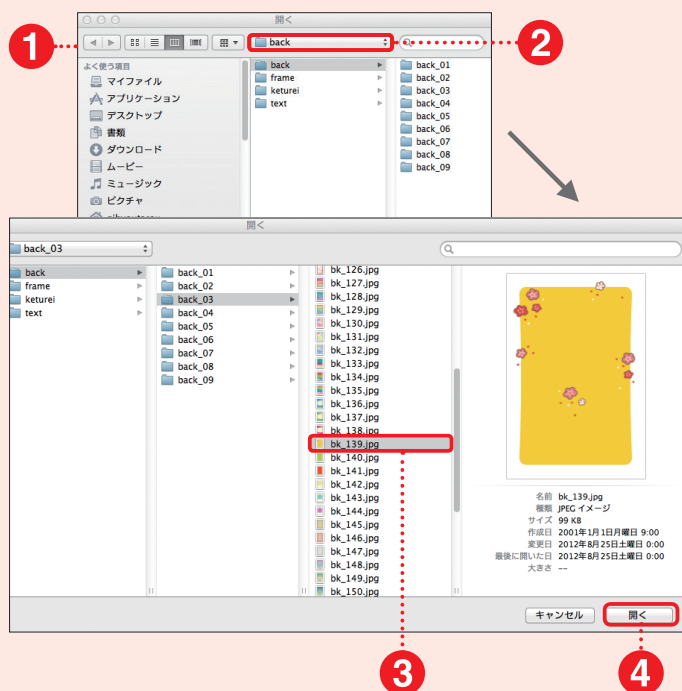 開く
1
back
2
よく使う項目
マイファイル
アプリケーション
デスクトップ
書類
ダウンロード
ムービー
ミュージック
ピクチャ
back
frame
keturei
text
back_01
back_02
back_03
back_04
back_05
back_06
back_07
back_08
back_09
開く
back_03
back
frame
keturei
text
back_01
back_02
back_03
back_04
back_05
back_06
back_07
back_08
back_09
bk_126.jpg
bk_127.jpg
bk_128.jpg
bk_129.jpg
bk_130.jpg
bk_131.jpg
bk_132.jpg
bk_133.jpg
bk_134.jpg
bk_135.jpg
bk_136.jpg
bk_137.jpg
bk_138.jpg
bk_139.jpg
bk_140.jpg
bk_141.jpg
bk_142.jpg
bk_143.jpg
bk_144.jpg
bk_145.jpg
bk_146.jpg
bk_147.jpg
bk_148.jpg
bk_149.jpg
bk_150.jpg
名前 bk_139.jpg
種類 JPEG イメージ
サイズ 99 KB
作成日 2001年1月1日月曜日 9:00
変更日 2012年8月25日土曜日 0:00
最後に開いた日 2012年8月25日土曜日 0:00
大きさ --
キャンセル 開く
3
4